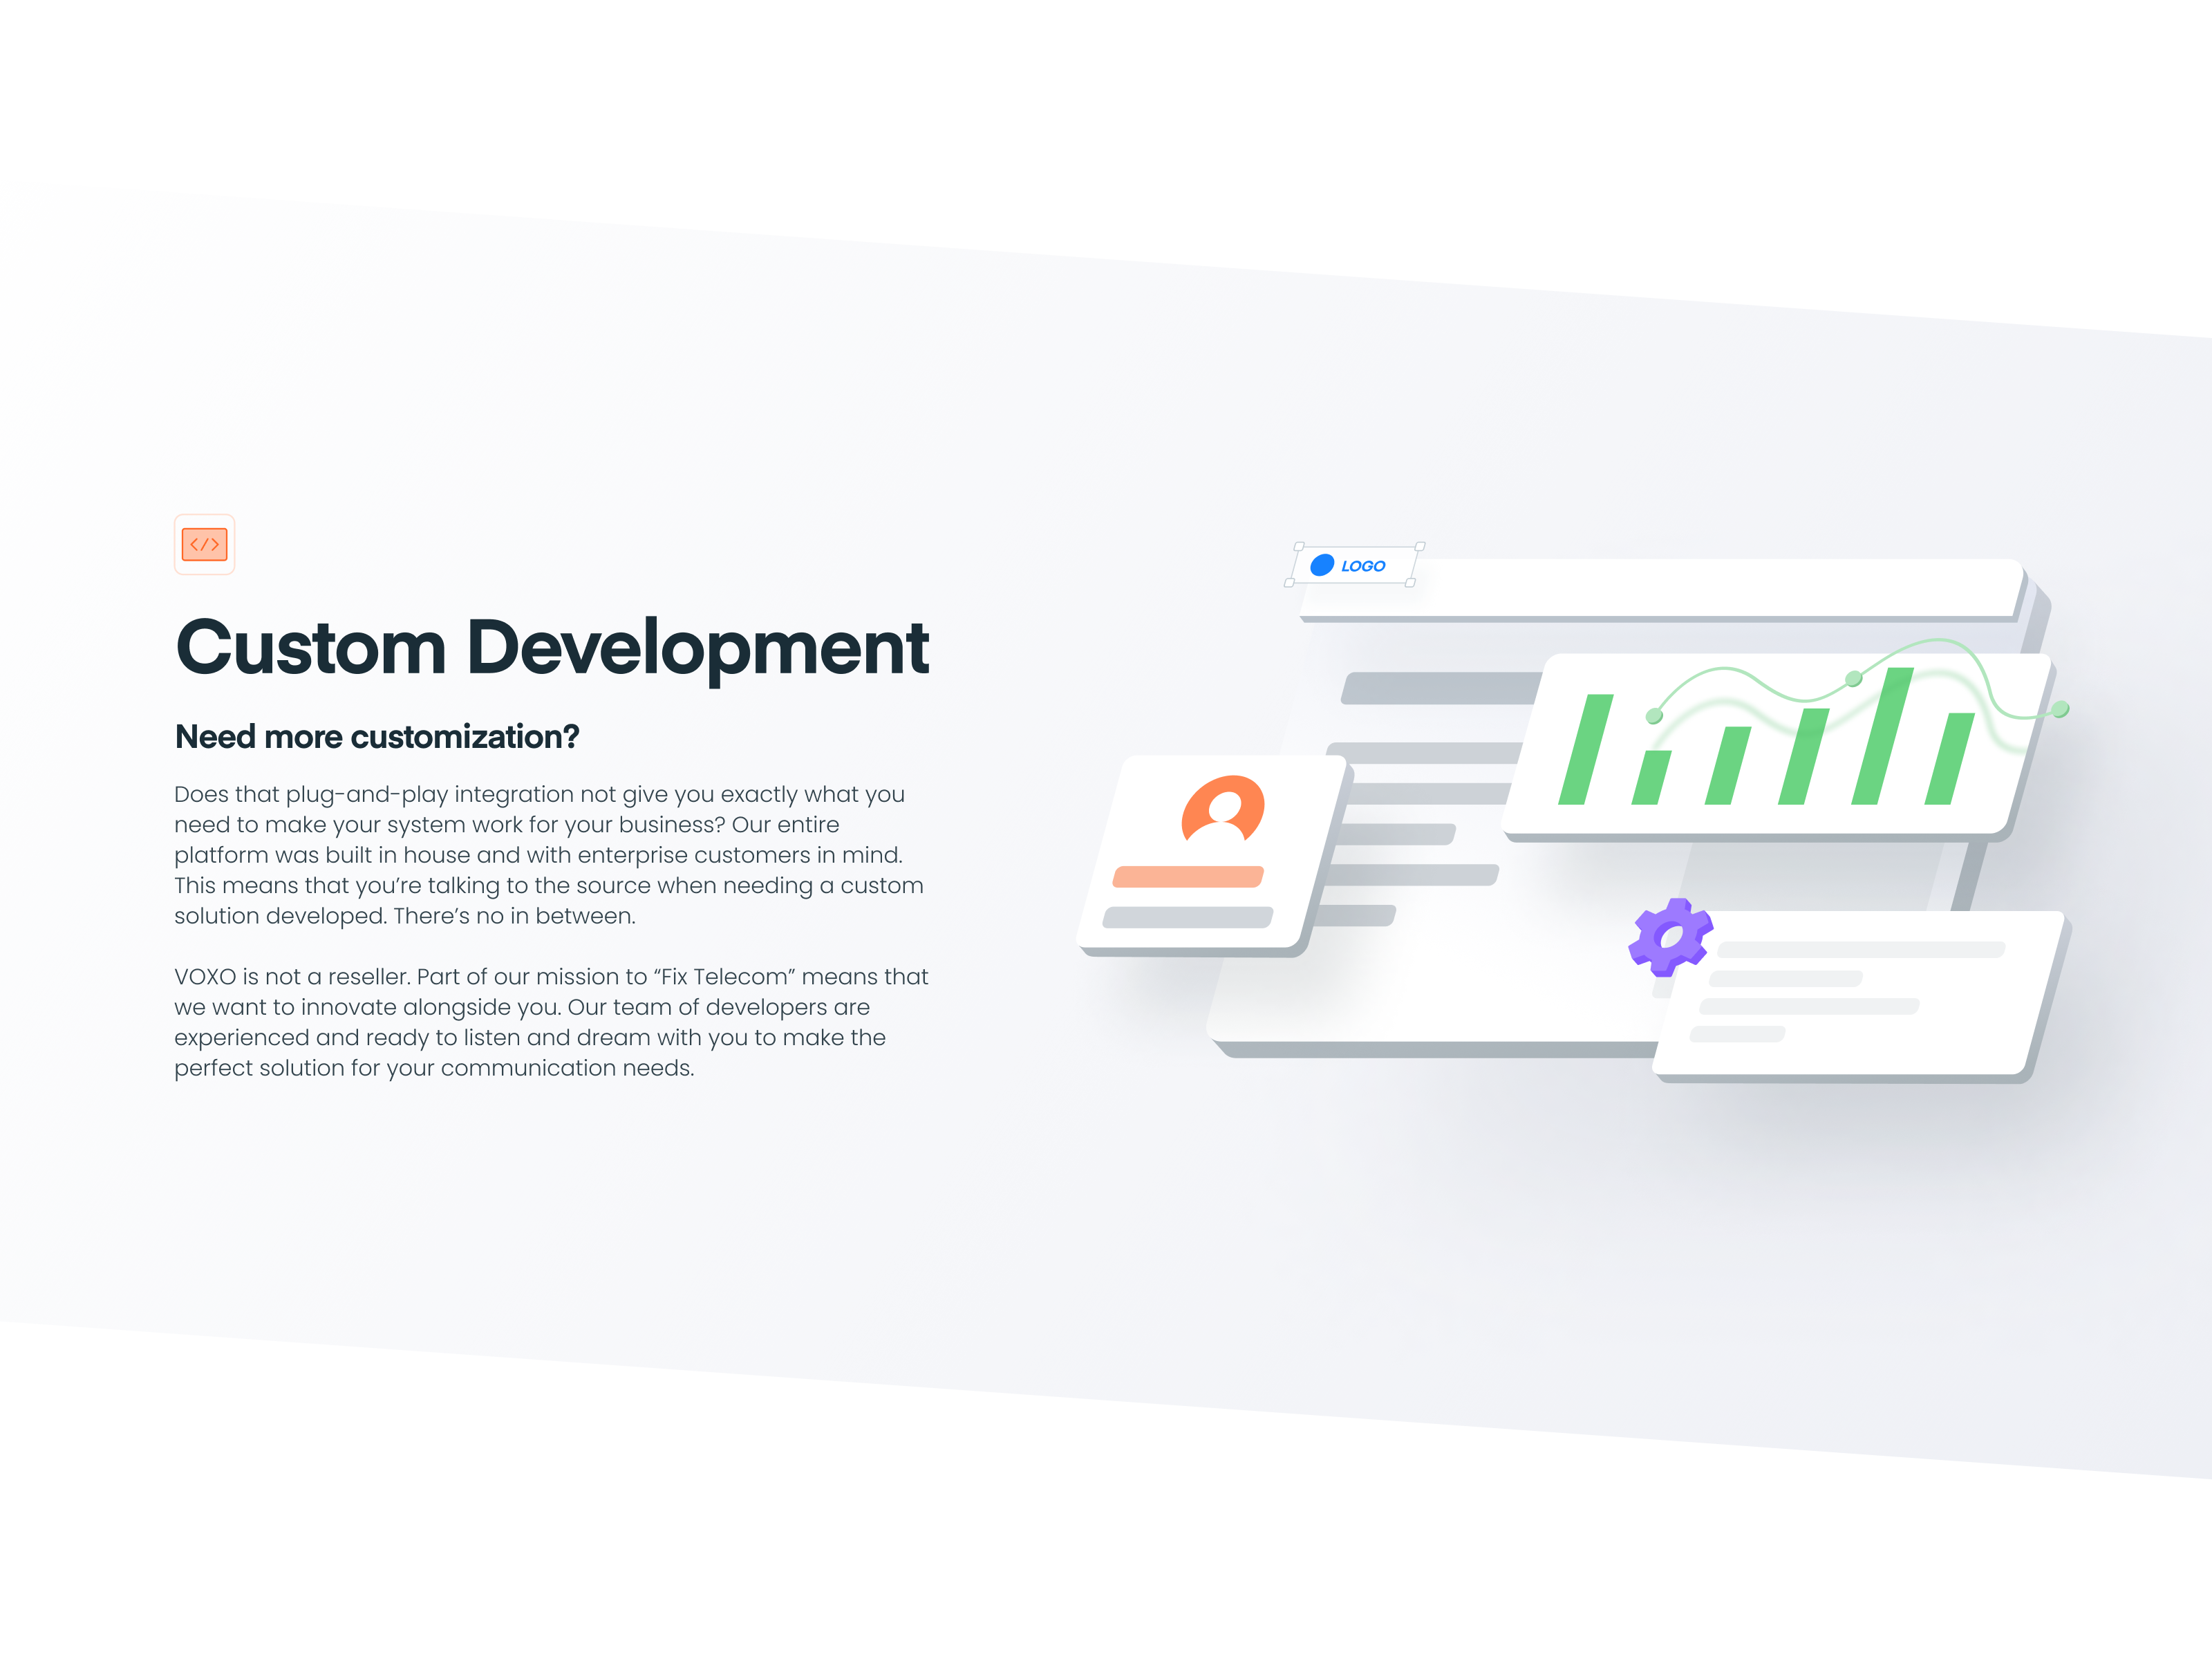 </>
Custom Development
Need more customization?
Does that plug-and-play integration not give you exactly what you
need to make your system work for your business? Our entire
platform was built in house and with enterprise customers in mind.
This means that you’re talking to the source when needing a custom
solution developed. There’s no in between.
VOXO is not a reseller. Part of our mission to “Fix Telecom” means that
we want to innovate alongside you. Our team of developers are
experienced and ready to listen and dream with you to make the
perfect solution for your communication needs.
LOGO